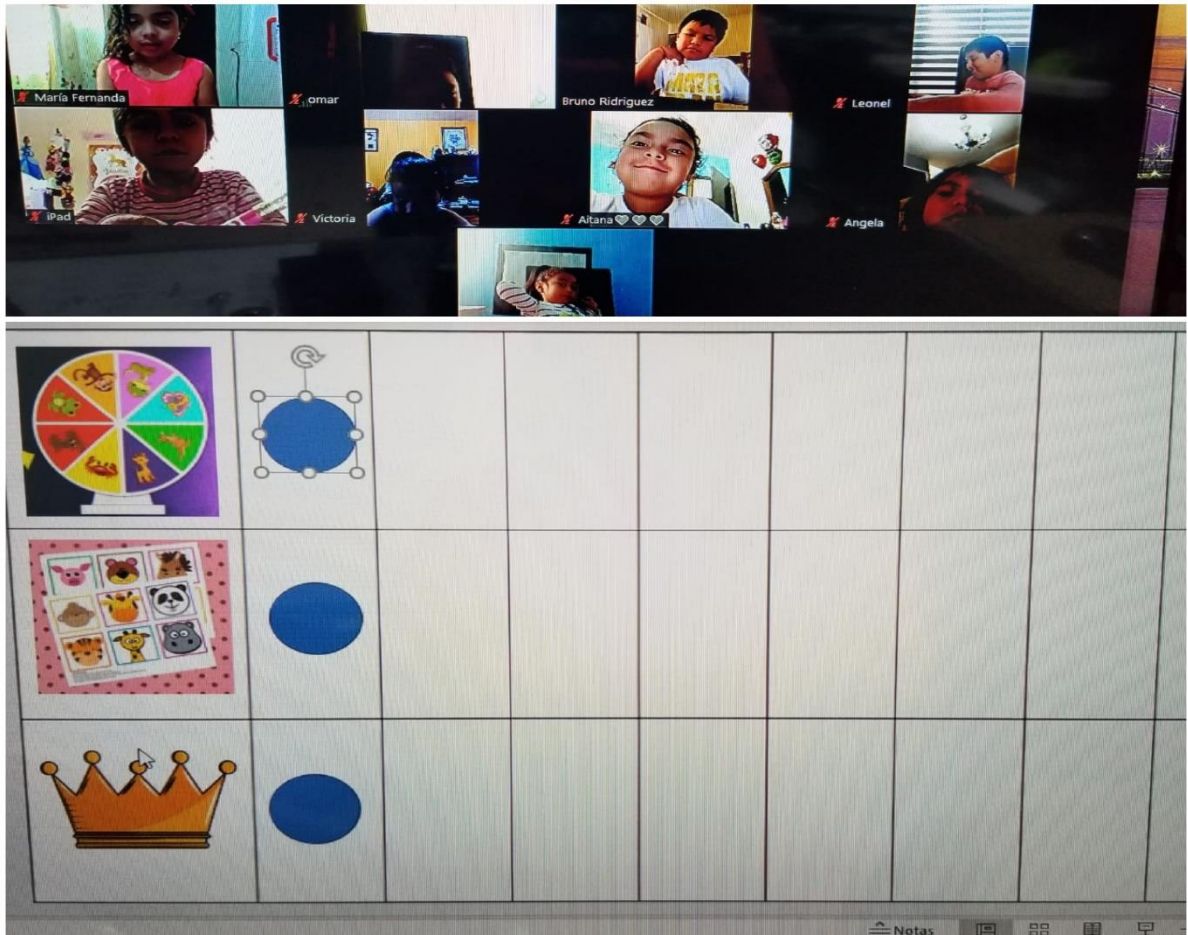 María Fernanda
omar
Bruno Ridriguez
Leonel
iPad
Victoria
Aitana
Angela
Notas